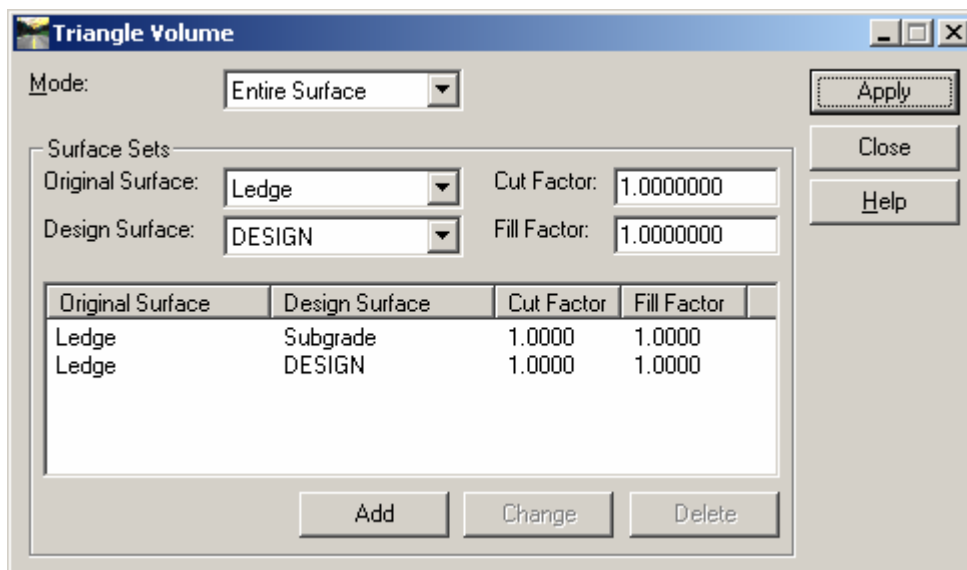 Triangle Volume
Mode: Entire Surface
Apply
Close
Help
Surface Sets
Original Surface: Ledge Cut Factor: 1.0000000
Design Surface: DESIGN Fill Factor: 1.0000000
Original Surface Design Surface Cut Factor Fill Factor
Ledge Subgrade 1.0000 1.0000
Ledge DESIGN 1.0000 1.0000
Add Change Delete